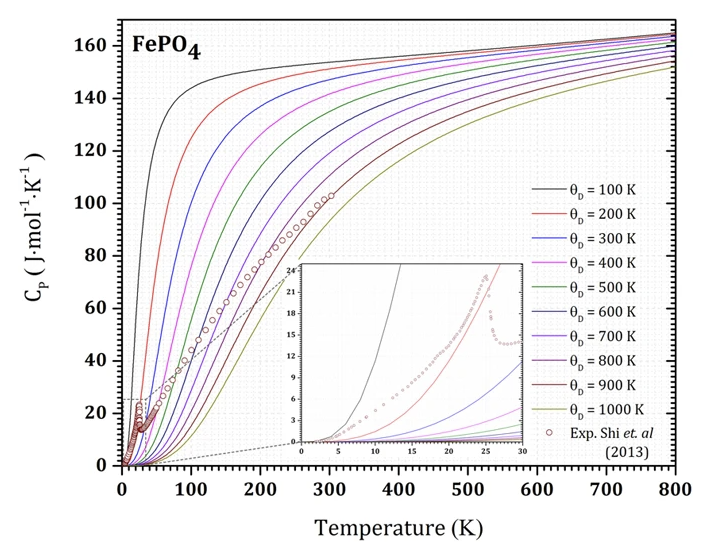 FePO4
160
140
120
100
80
60
40
20
0
Cp ( J·mol-1·K-1 )
θD = 100 K
θD = 200 K
θD = 300 K
θD = 400 K
θD = 500 K
θD = 600 K
θD = 700 K
θD = 800 K
θD = 900 K
θD = 1000 K
Exp. Shi et. al
(2013)
24
21
18
15
12
9
6
3
0
0 5 10 15 20 25 30
0 100 200 300 400 500 600 700 800
Temperature (K)